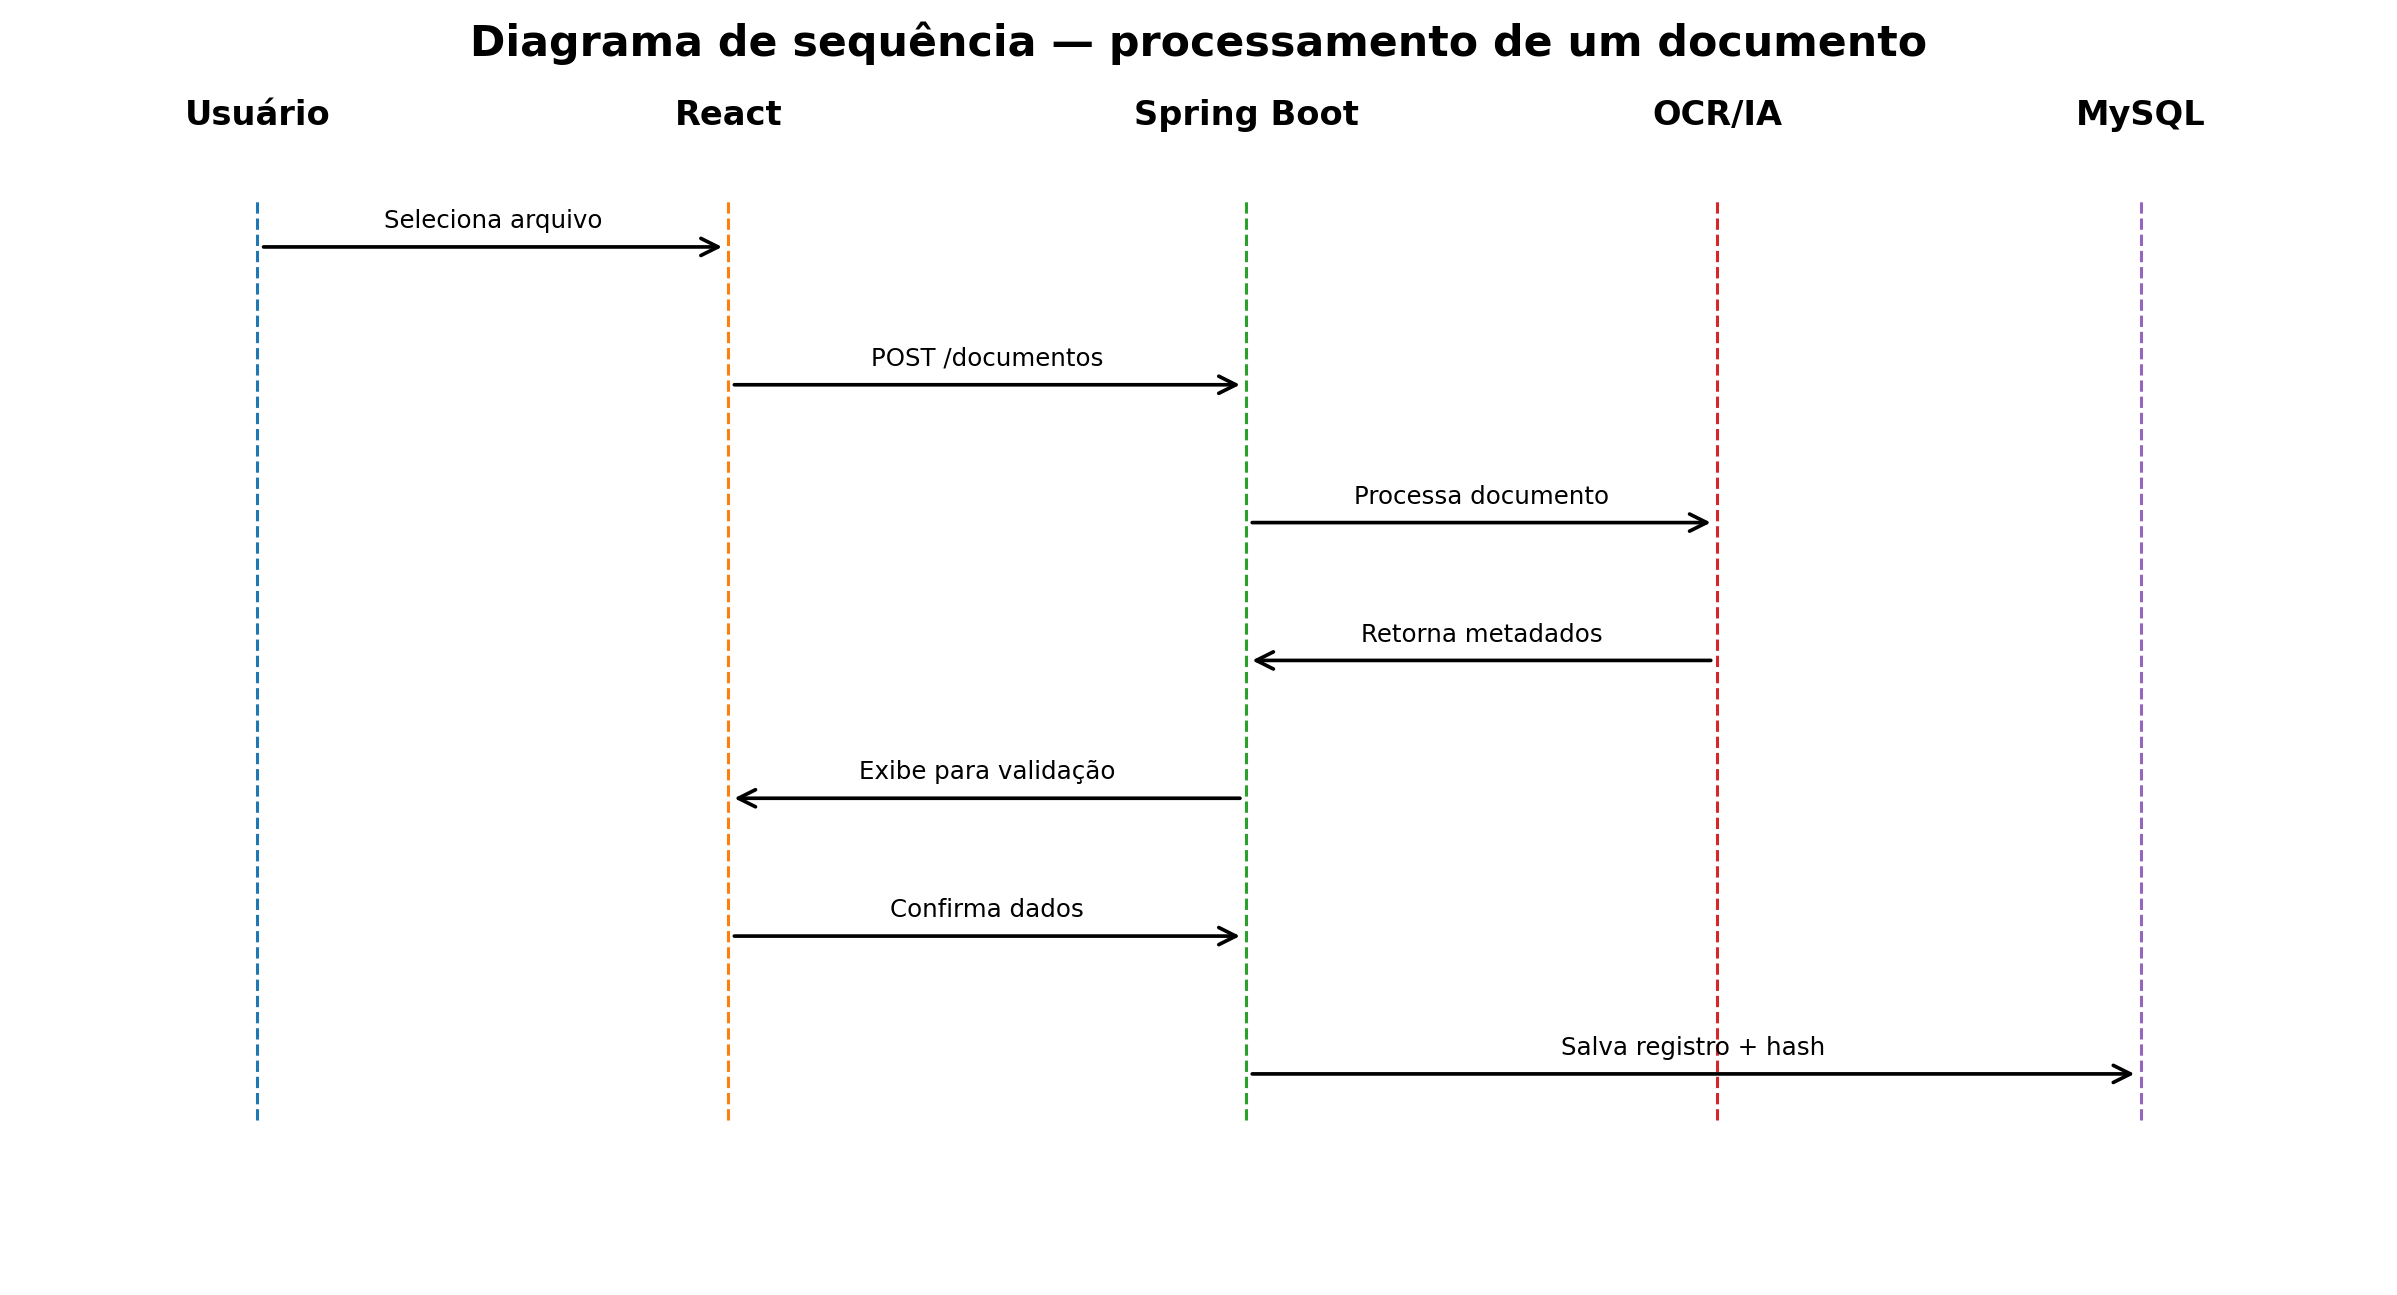 Diagrama de sequência — processamento de um documento
Usuário
React
Spring Boot
OCR/IA
MySQL
Seleciona arquivo
POST /documentos
Processa documento
Retorna metadados
Exibe para validação
Confirma dados
Salva registro + hash